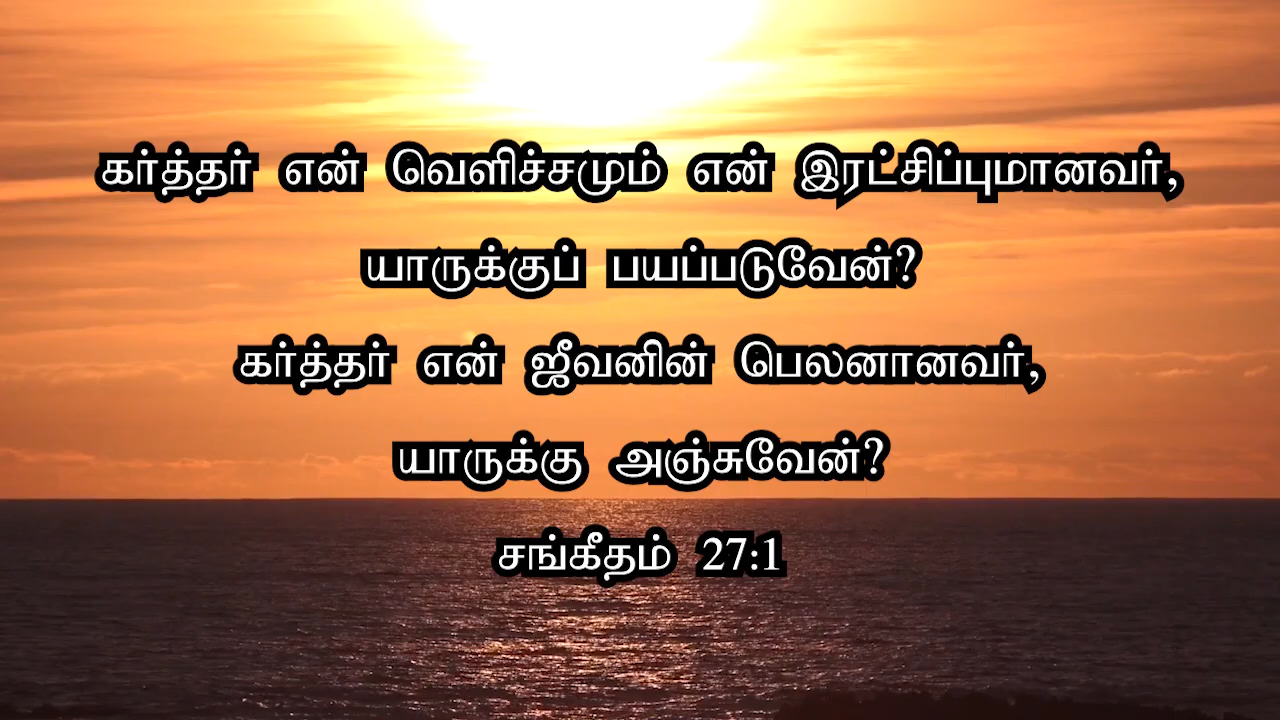 கர்த்தர் என் வெளிச்சமும் என் இரட்சிப்புமானவர்,
யாருக்குப் பயப்படுவேன்?
கர்த்தர் என் ஜீவனின் பெலனானவர்,
யாருக்கு அஞ்சுவேன்?
சங்கீதம் 27:1